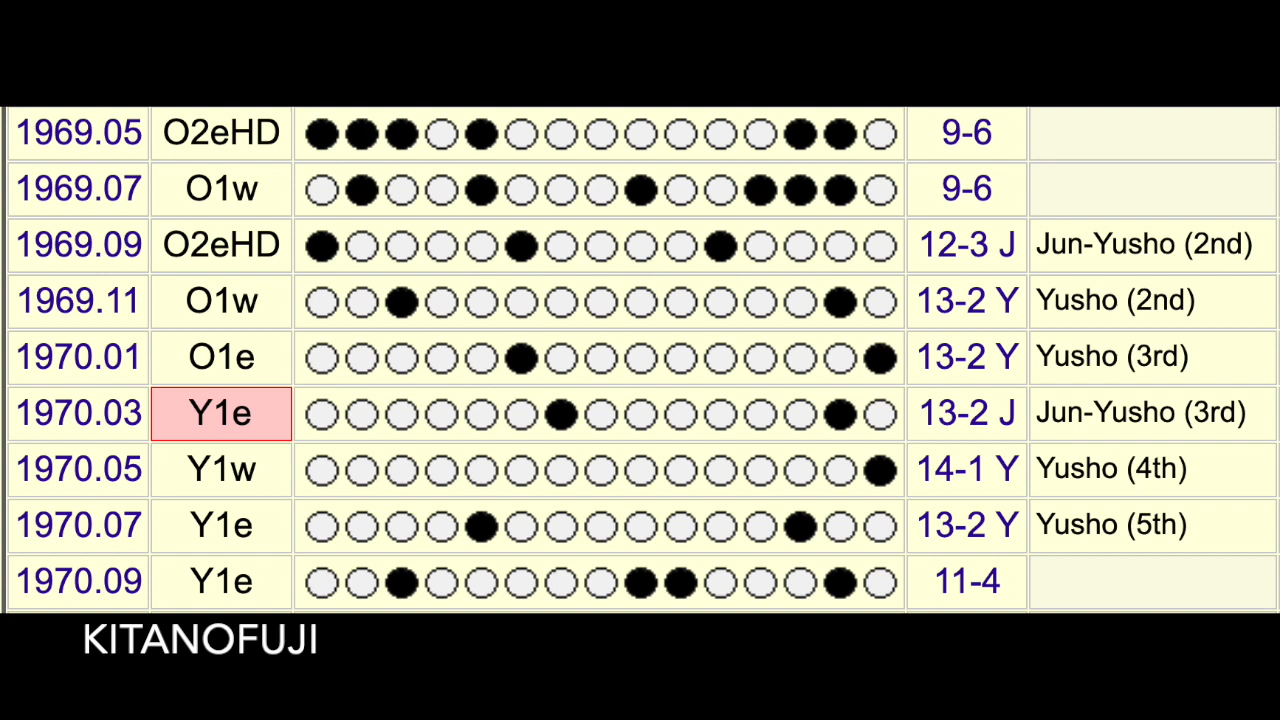 1969.05 O2eHD 9-6
1969.07 O1w 9-6
1969.09 O2eHD 12-3 J Jun-Yusho (2nd)
1969.11 O1w 13-2 Y Yusho (2nd)
1970.01 O1e 13-2 Y Yusho (3rd)
1970.03 Y1e 13-2 J Jun-Yusho (3rd)
1970.05 Y1w 14-1 Y Yusho (4th)
1970.07 Y1e 13-2 Y Yusho (5th)
1970.09 Y1e 11-4
KITANOFUJI